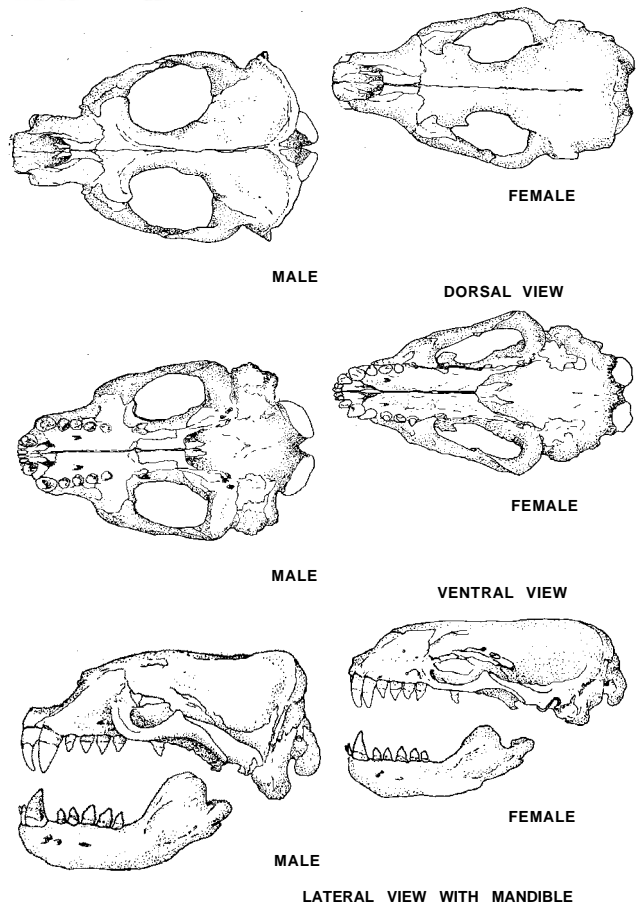 FEMALE
MALE
DORSAL VIEW
FEMALE
MALE
VENTRAL VIEW
FEMALE
MALE
LATERAL VIEW WITH MANDIBLE